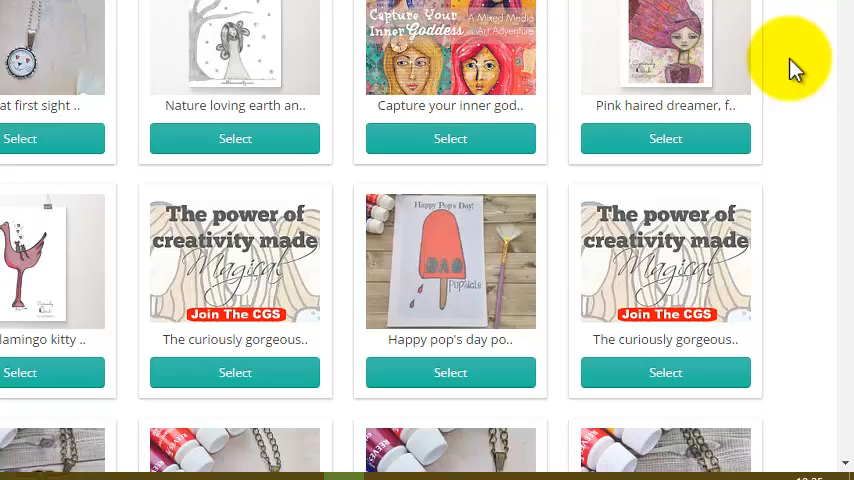 Capture Your
Inner Goddess
A Mixed Media
Art Adventure
at first sight ..
Nature loving earth an..
Capture your inner god..
Pink haired dreamer, f..
Select
Select
Select
Select
The power of
creativity made
Magical
Join The CGS
Happy Pop's Day!
DAD
Popsicle
The power of
creativity made
Magical
Join The CGS
lamingo kitty ..
The curiously gorgeous..
Happy pop's day po..
The curiously gorgeous..
Select
Select
Select
Select
REEVES